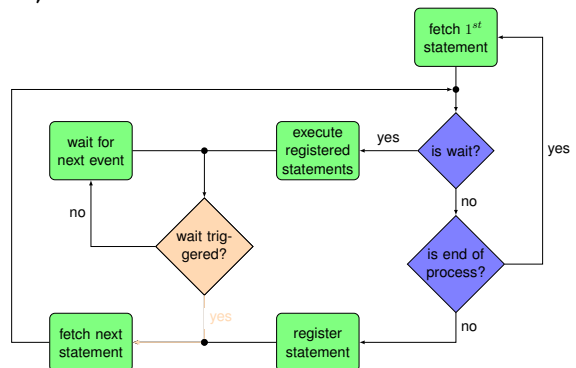 fetch 1st
statement
wait for
next event
execute
registered
statements
yes
is wait?
yes
no
no
wait trig-
gered?
is end of
process?
yes
no
fetch next
statement
register
statement